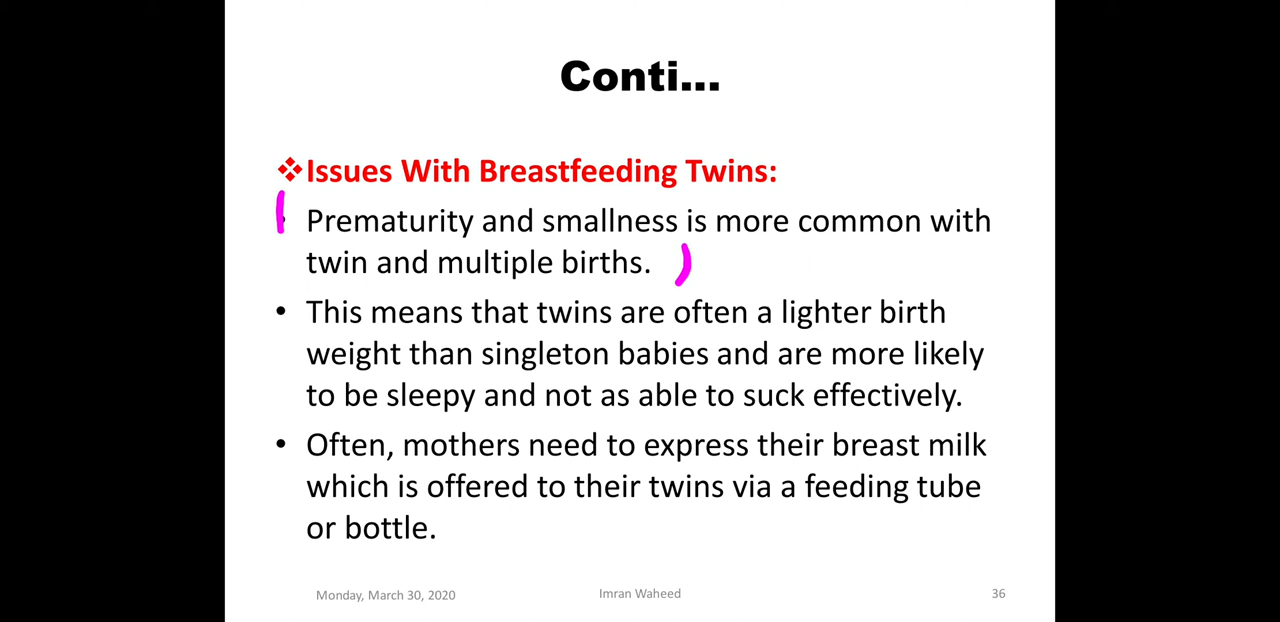 Conti...
❖Issues With Breastfeeding Twins:
• Prematurity and smallness is more common with
twin and multiple births.
• This means that twins are often a lighter birth
weight than singleton babies and are more likely
to be sleepy and not as able to suck effectively.
• Often, mothers need to express their breast milk
which is offered to their twins via a feeding tube
or bottle.
Monday, March 30, 2020
Imran Waheed
36